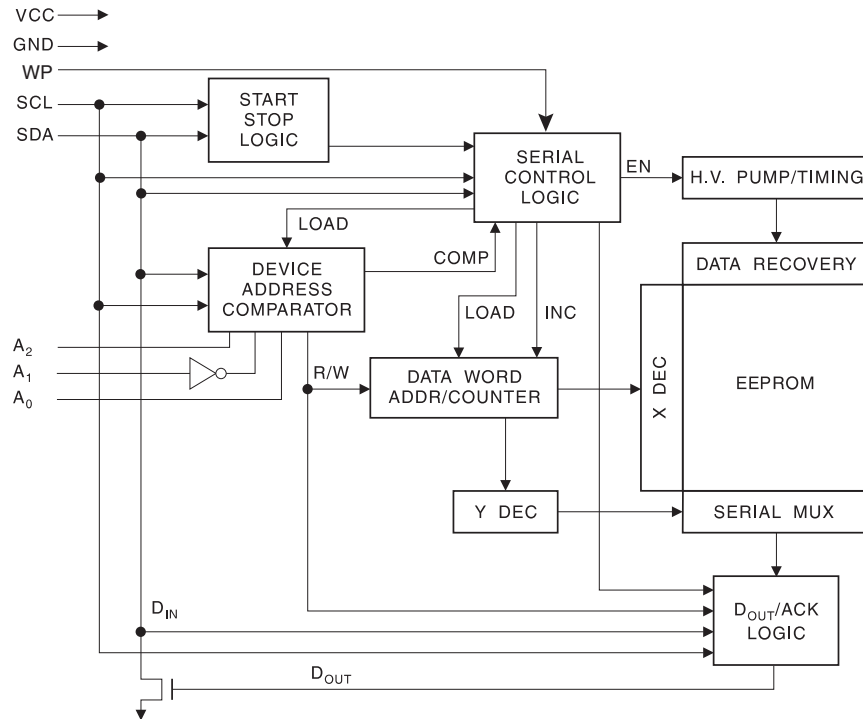 VCC
GND
WP
SCL
SDA
START
STOP
LOGIC
SERIAL
CONTROL
LOGIC
EN
H.V. PUMP/TIMING
LOAD
COMP
DEVICE
ADDRESS
COMPARATOR
DATA RECOVERY
LOAD
INC
A2
A1
A0
R/W
DATA WORD
ADDR/COUNTER
X DEC
EEPROM
Y DEC
SERIAL MUX
DIN
DOUT/ACK
LOGIC
DOUT